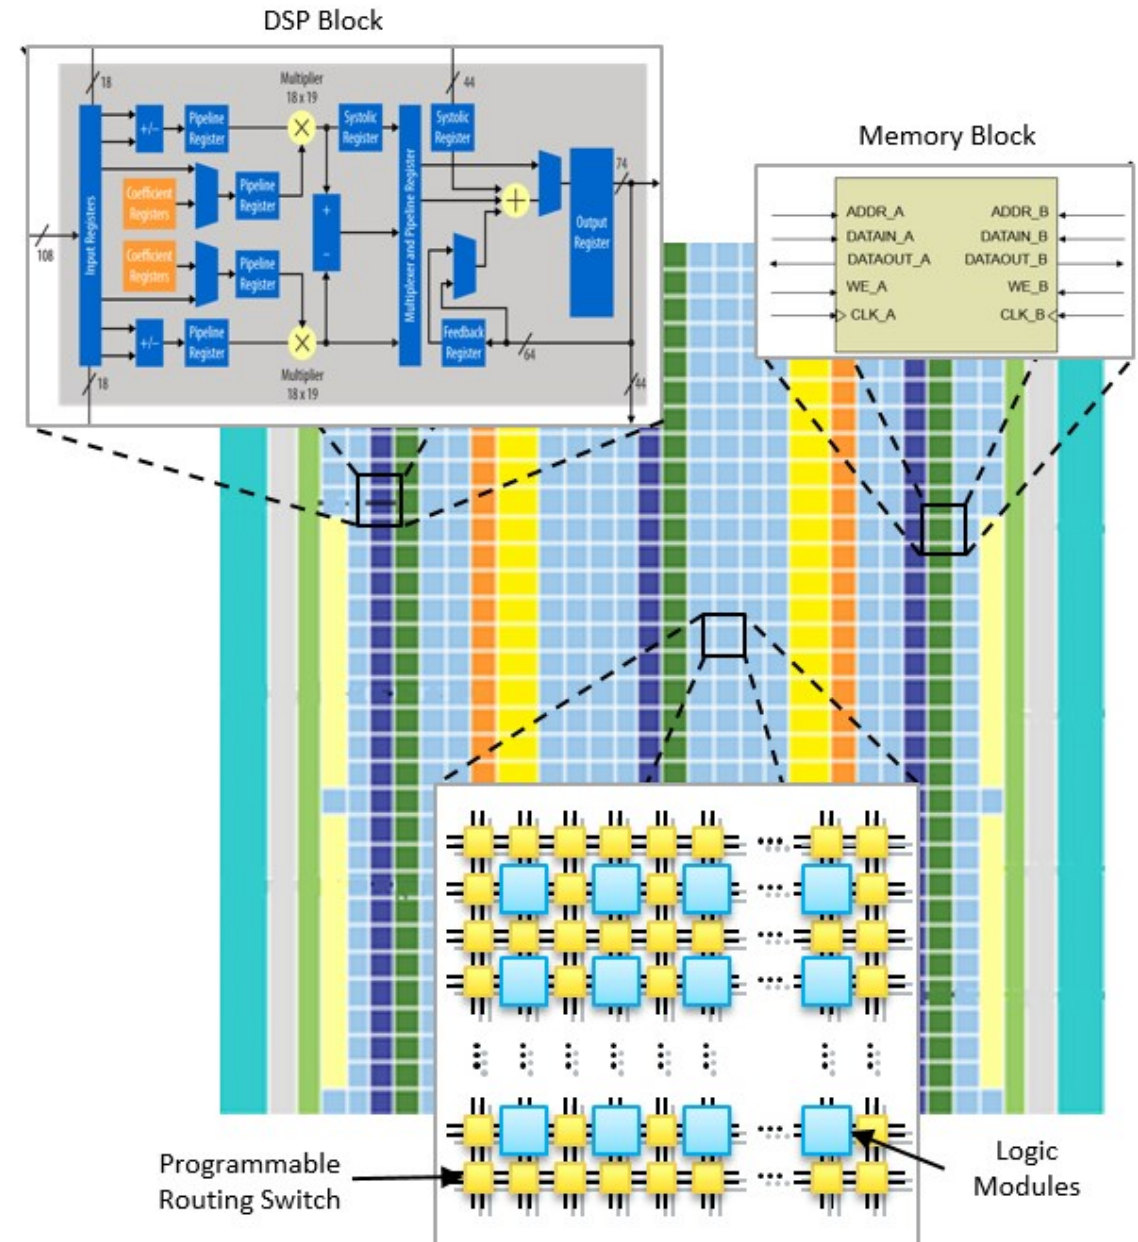 DSP Block
18
44
Multiplier
18 x 19
+/–
Pipeline
Register
×
Systolic
Register
Systolic
Register
74
Coefficient
Registers
Pipeline
Register
+
+
Input Registers
Multiplexer and Pipeline Register
Output
Register
108
Coefficient
Registers
Pipeline
Register
–
+/–
Pipeline
Register
×
Feedback
Register
64
18
Multiplier
18 x 19
44
Memory Block
ADDR_A
ADDR_B
DATAIN_A
DATAIN_B
DATAOUT_A
DATAOUT_B
WE_A
WE_B
CLK_A
CLK_B
Programmable
Routing Switch
Logic
Modules